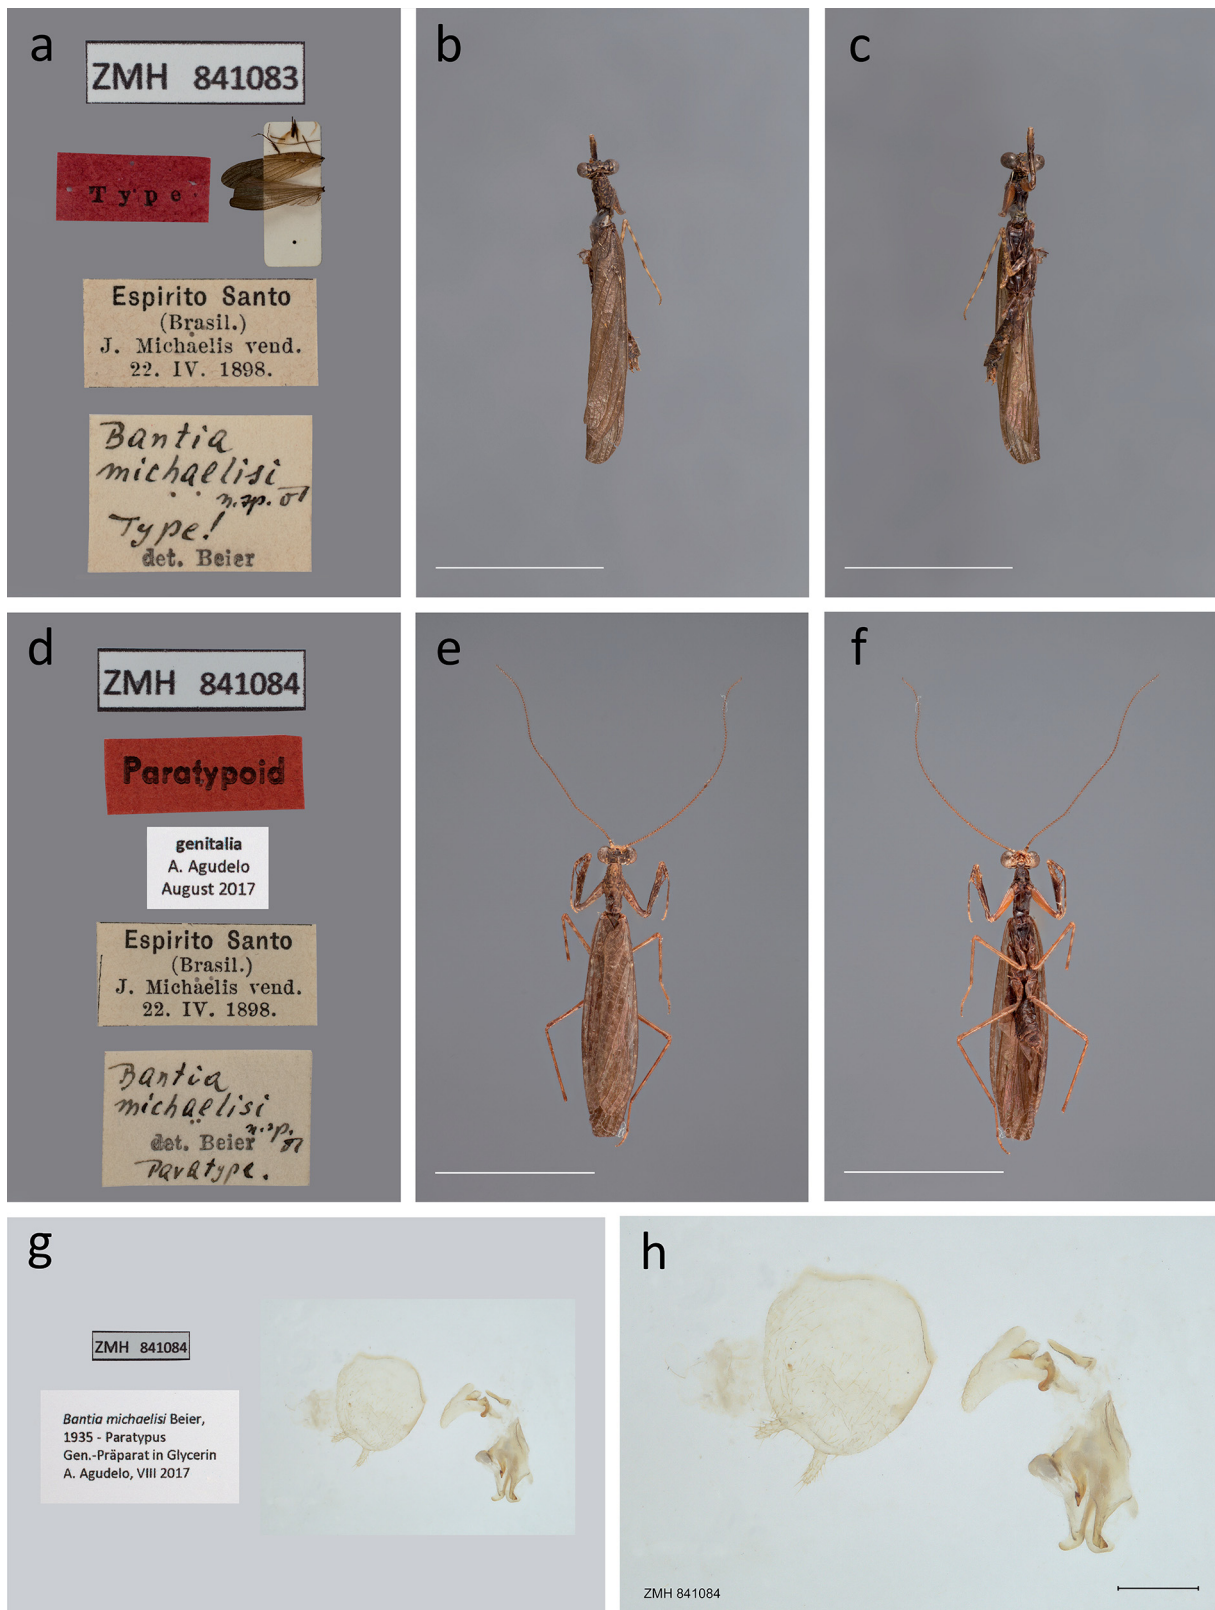 a
ZMH 841083
Type
Espirito Santo
(Brasil.)
J. Michaelis vend.
22. IV. 1898.
Bantia
michaelisi
n.sp. ♂
Type!
det. Beier
b
c
d
ZMH 841084
Paratypoid
genitalia
A. Agudelo
August 2017
Espirito Santo
(Brasil.)
J. Michaelis vend.
22. IV. 1898.
Bantia
michaelisi
n.sp. ♂
det. Beier
Paratype.
e
f
g
ZMH 841084
Bantia michaelisi Beier,
1935 - Paratypus
Gen.-Präparat in Glycerin
A. Agudelo, VIII 2017
h
ZMH 841084